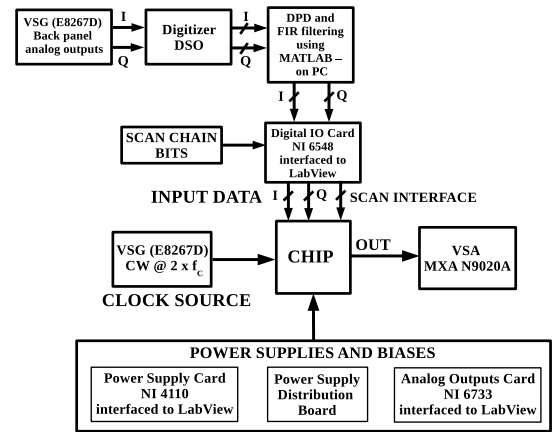 VSG (E8267D)
Back panel
analog outputs
I
Q
Digitizer
DSO
I
Q
DPD and
FIR filtering
using
MATLAB –
on PC
I
Q
SCAN CHAIN
BITS
Digital IO Card
NI 6548
interfaced to
LabView
INPUT DATA
I
Q
SCAN INTERFACE
VSG (E8267D)
CW @ 2 x fC
CLOCK SOURCE
CHIP
OUT
VSA
MXA N9020A
POWER SUPPLIES AND BIASES
Power Supply Card
NI 4110
interfaced to LabView
Power Supply
Distribution
Board
Analog Outputs Card
NI 6733
interfaced to LabView